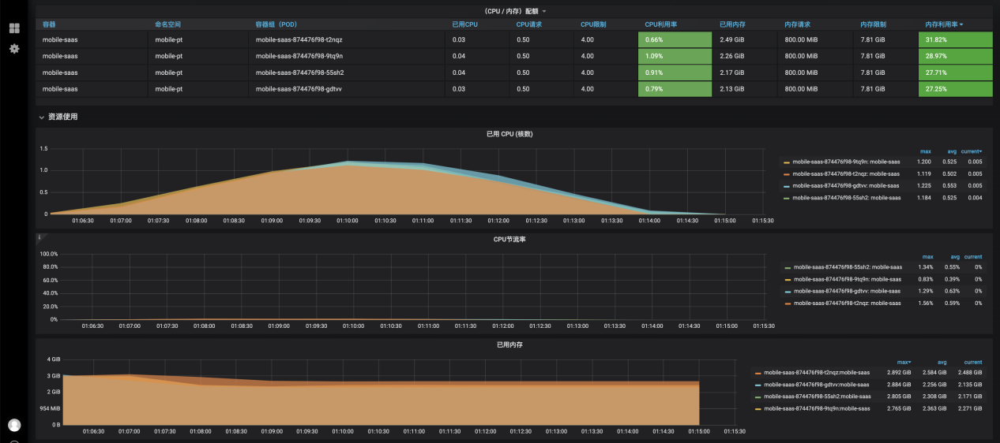 （CPU / 内存）配额
容器 命名空间 容器组（POD） 已用CPU CPU请求 CPU限制 CPU利用率 已用内存 内存请求 内存限制 内存利用率
mobile-saas mobile-pt mobile-saas-874476f98-t2nqz 0.03 0.50 4.00 0.66% 2.49 GiB 800.00 MiB 7.81 GiB 31.82%
mobile-saas mobile-pt mobile-saas-874476f98-9tq9n 0.04 0.50 4.00 1.09% 2.26 GiB 800.00 MiB 7.81 GiB 28.97%
mobile-saas mobile-pt mobile-saas-874476f98-55sh2 0.04 0.50 4.00 0.91% 2.17 GiB 800.00 MiB 7.81 GiB 27.71%
mobile-saas mobile-pt mobile-saas-874476f98-gdtvv 0.03 0.50 4.00 0.79% 2.13 GiB 800.00 MiB 7.81 GiB 27.25%
资源使用
已用 CPU (核数)
1.5
1.0
0.5
0
01:06:30 01:07:00 01:07:30 01:08:00 01:08:30 01:09:00 01:09:30 01:10:00 01:10:30 01:11:00 01:11:30 01:12:00 01:12:30 01:13:00 01:13:30 01:14:00 01:14:30 01:15:00 01:15:30
max avg current
mobile-saas-874476f98-9tq9n: mobile-saas 1.200 0.525 0.005
mobile-saas-874476f98-t2nqz: mobile-saas 1.119 0.502 0.005
mobile-saas-874476f98-gdtvv: mobile-saas 1.225 0.553 0.005
mobile-saas-874476f98-55sh2: mobile-saas 1.184 0.525 0.004
i
CPU节流率
100.0%
80.0%
60.0%
40.0%
20.0%
0%
01:06:30 01:07:00 01:07:30 01:08:00 01:08:30 01:09:00 01:09:30 01:10:00 01:10:30 01:11:00 01:11:30 01:12:00 01:12:30 01:13:00 01:13:30 01:14:00 01:14:30 01:15:00 01:15:30
max avg current
mobile-saas-874476f98-55sh2: mobile-saas 1.34% 0.55% 0%
mobile-saas-874476f98-9tq9n: mobile-saas 0.83% 0.39% 0%
mobile-saas-874476f98-gdtvv: mobile-saas 1.29% 0.63% 0%
mobile-saas-874476f98-t2nqz: mobile-saas 1.56% 0.59% 0%
已用内存
4 GiB
3 GiB
2 GiB
954 MiB
0 B
01:06:30 01:07:00 01:07:30 01:08:00 01:08:30 01:09:00 01:09:30 01:10:00 01:10:30 01:11:00 01:11:30 01:12:00 01:12:30 01:13:00 01:13:30 01:14:00 01:14:30 01:15:00 01:15:30
max avg current
mobile-saas-874476f98-t2nqz:mobile-saas 2.892 GiB 2.584 GiB 2.488 GiB
mobile-saas-874476f98-gdtvv:mobile-saas 2.884 GiB 2.256 GiB 2.135 GiB
mobile-saas-874476f98-55sh2:mobile-saas 2.805 GiB 2.308 GiB 2.171 GiB
mobile-saas-874476f98-9tq9n:mobile-saas 2.765 GiB 2.363 GiB 2.271 GiB